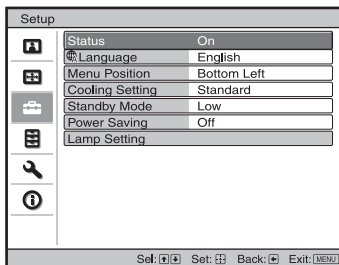 Setup
Status On
Language English
Menu Position Bottom Left
Cooling Setting Standard
Standby Mode Low
Power Saving Off
Lamp Setting
Sel: Set: Back: Exit: MENU